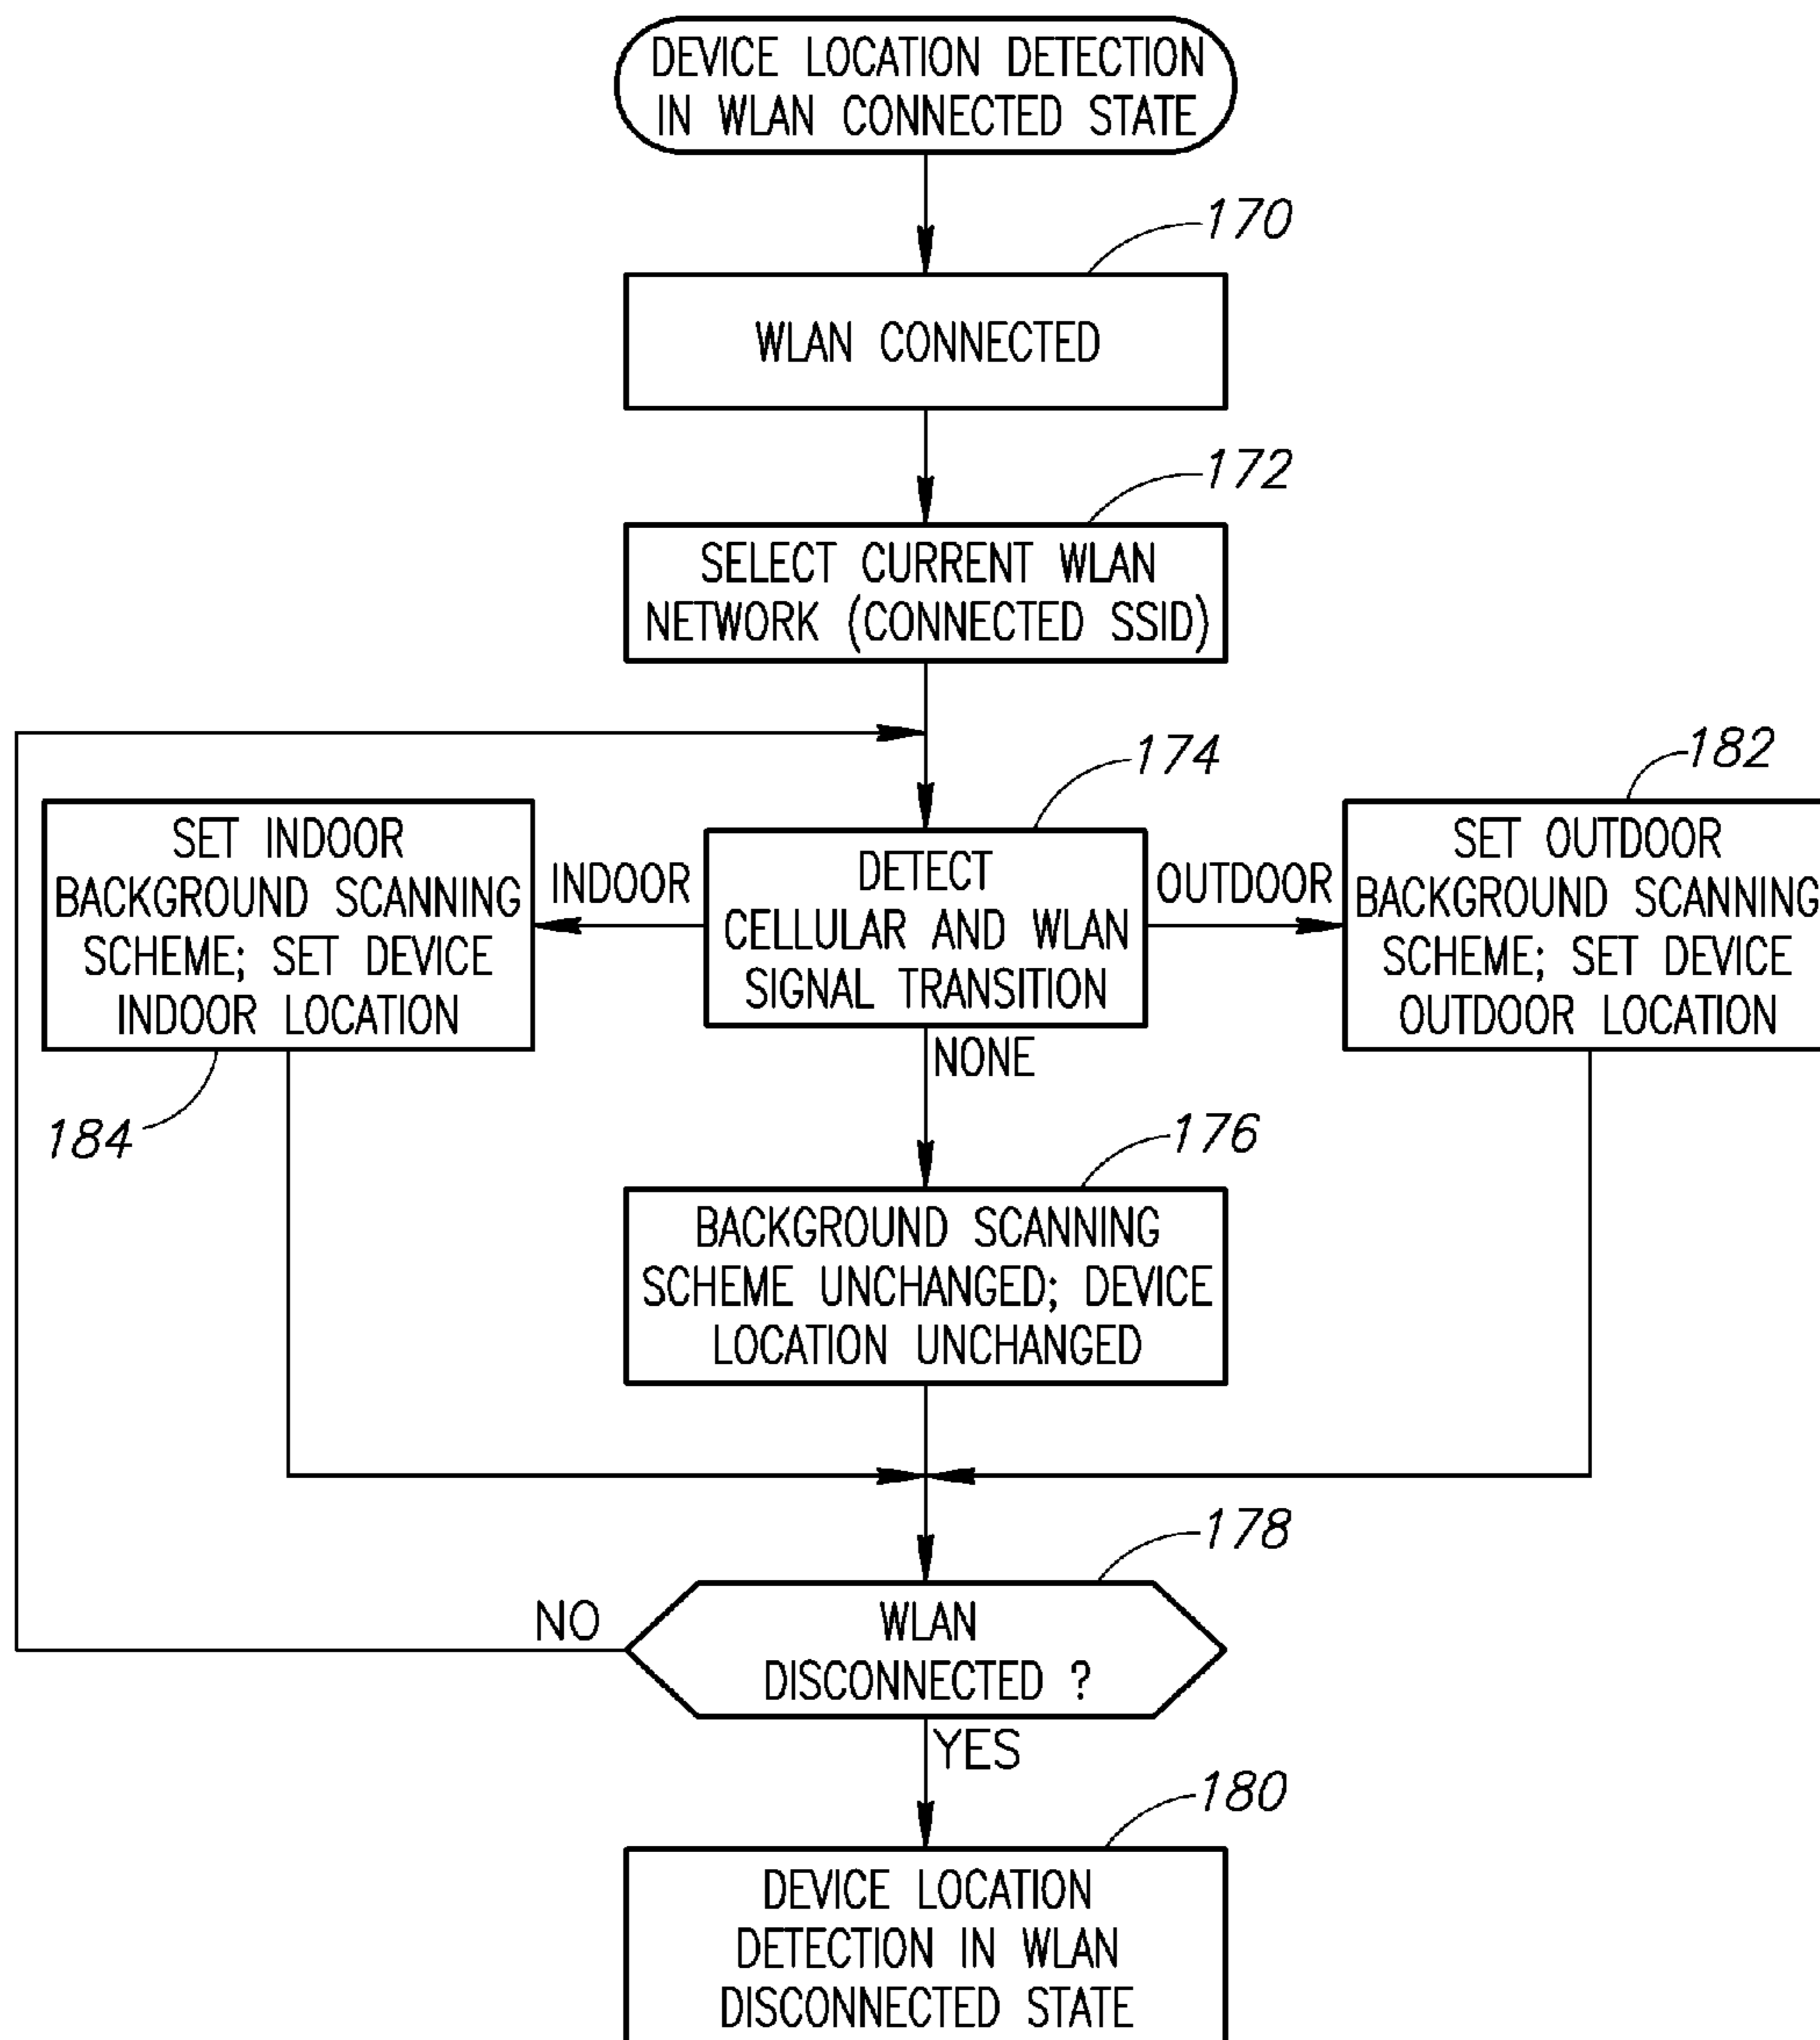 DEVICE LOCATION DETECTION
IN WLAN CONNECTED STATE
170
WLAN CONNECTED
172
SELECT CURRENT WLAN
NETWORK (CONNECTED SSID)
174
182
SET INDOOR
BACKGROUND SCANNING
SCHEME; SET DEVICE
INDOOR LOCATION
184
INDOOR
DETECT
CELLULAR AND WLAN
SIGNAL TRANSITION
OUTDOOR
SET OUTDOOR
BACKGROUND SCANNING
SCHEME; SET DEVICE
OUTDOOR LOCATION
NONE
176
BACKGROUND SCANNING
SCHEME UNCHANGED; DEVICE
LOCATION UNCHANGED
178
NO
WLAN
DISCONNECTED ?
YES
180
DEVICE LOCATION
DETECTION IN WLAN
DISCONNECTED STATE